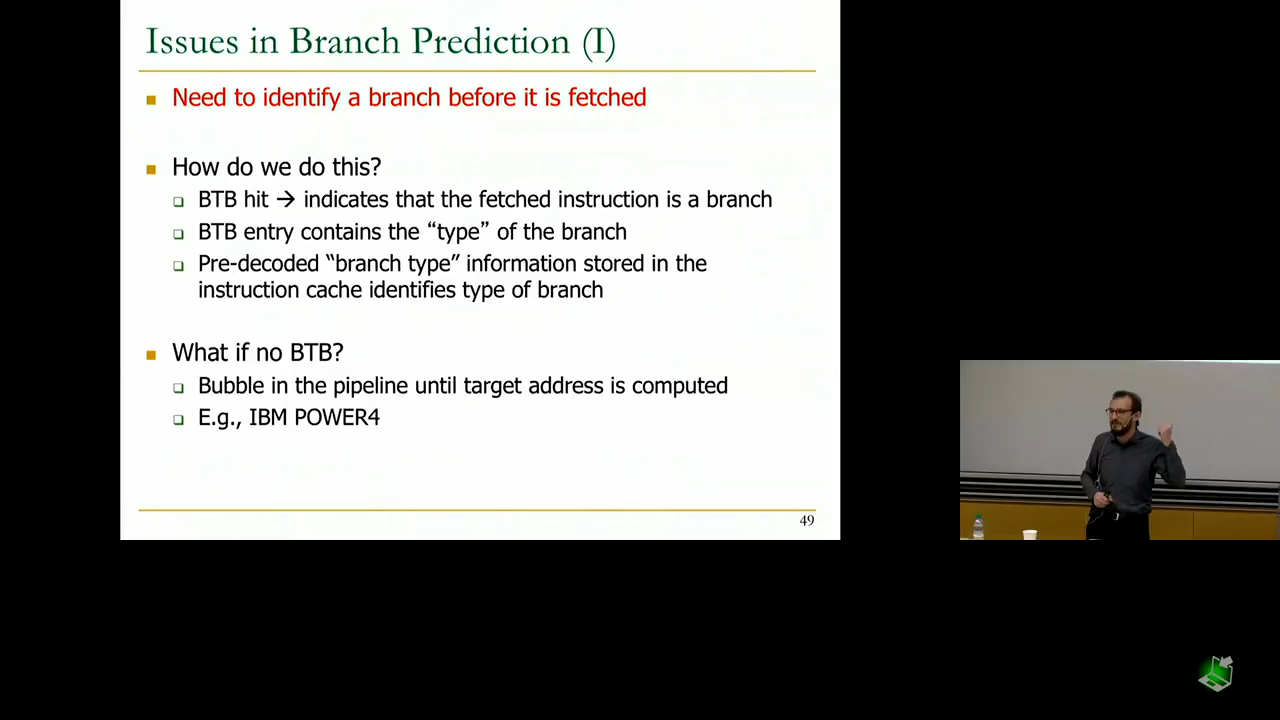 Issues in Branch Prediction (I)
Need to identify a branch before it is fetched
How do we do this?
BTB hit → indicates that the fetched instruction is a branch
BTB entry contains the “type” of the branch
Pre-decoded “branch type” information stored in the
instruction cache identifies type of branch
What if no BTB?
Bubble in the pipeline until target address is computed
E.g., IBM POWER4
49